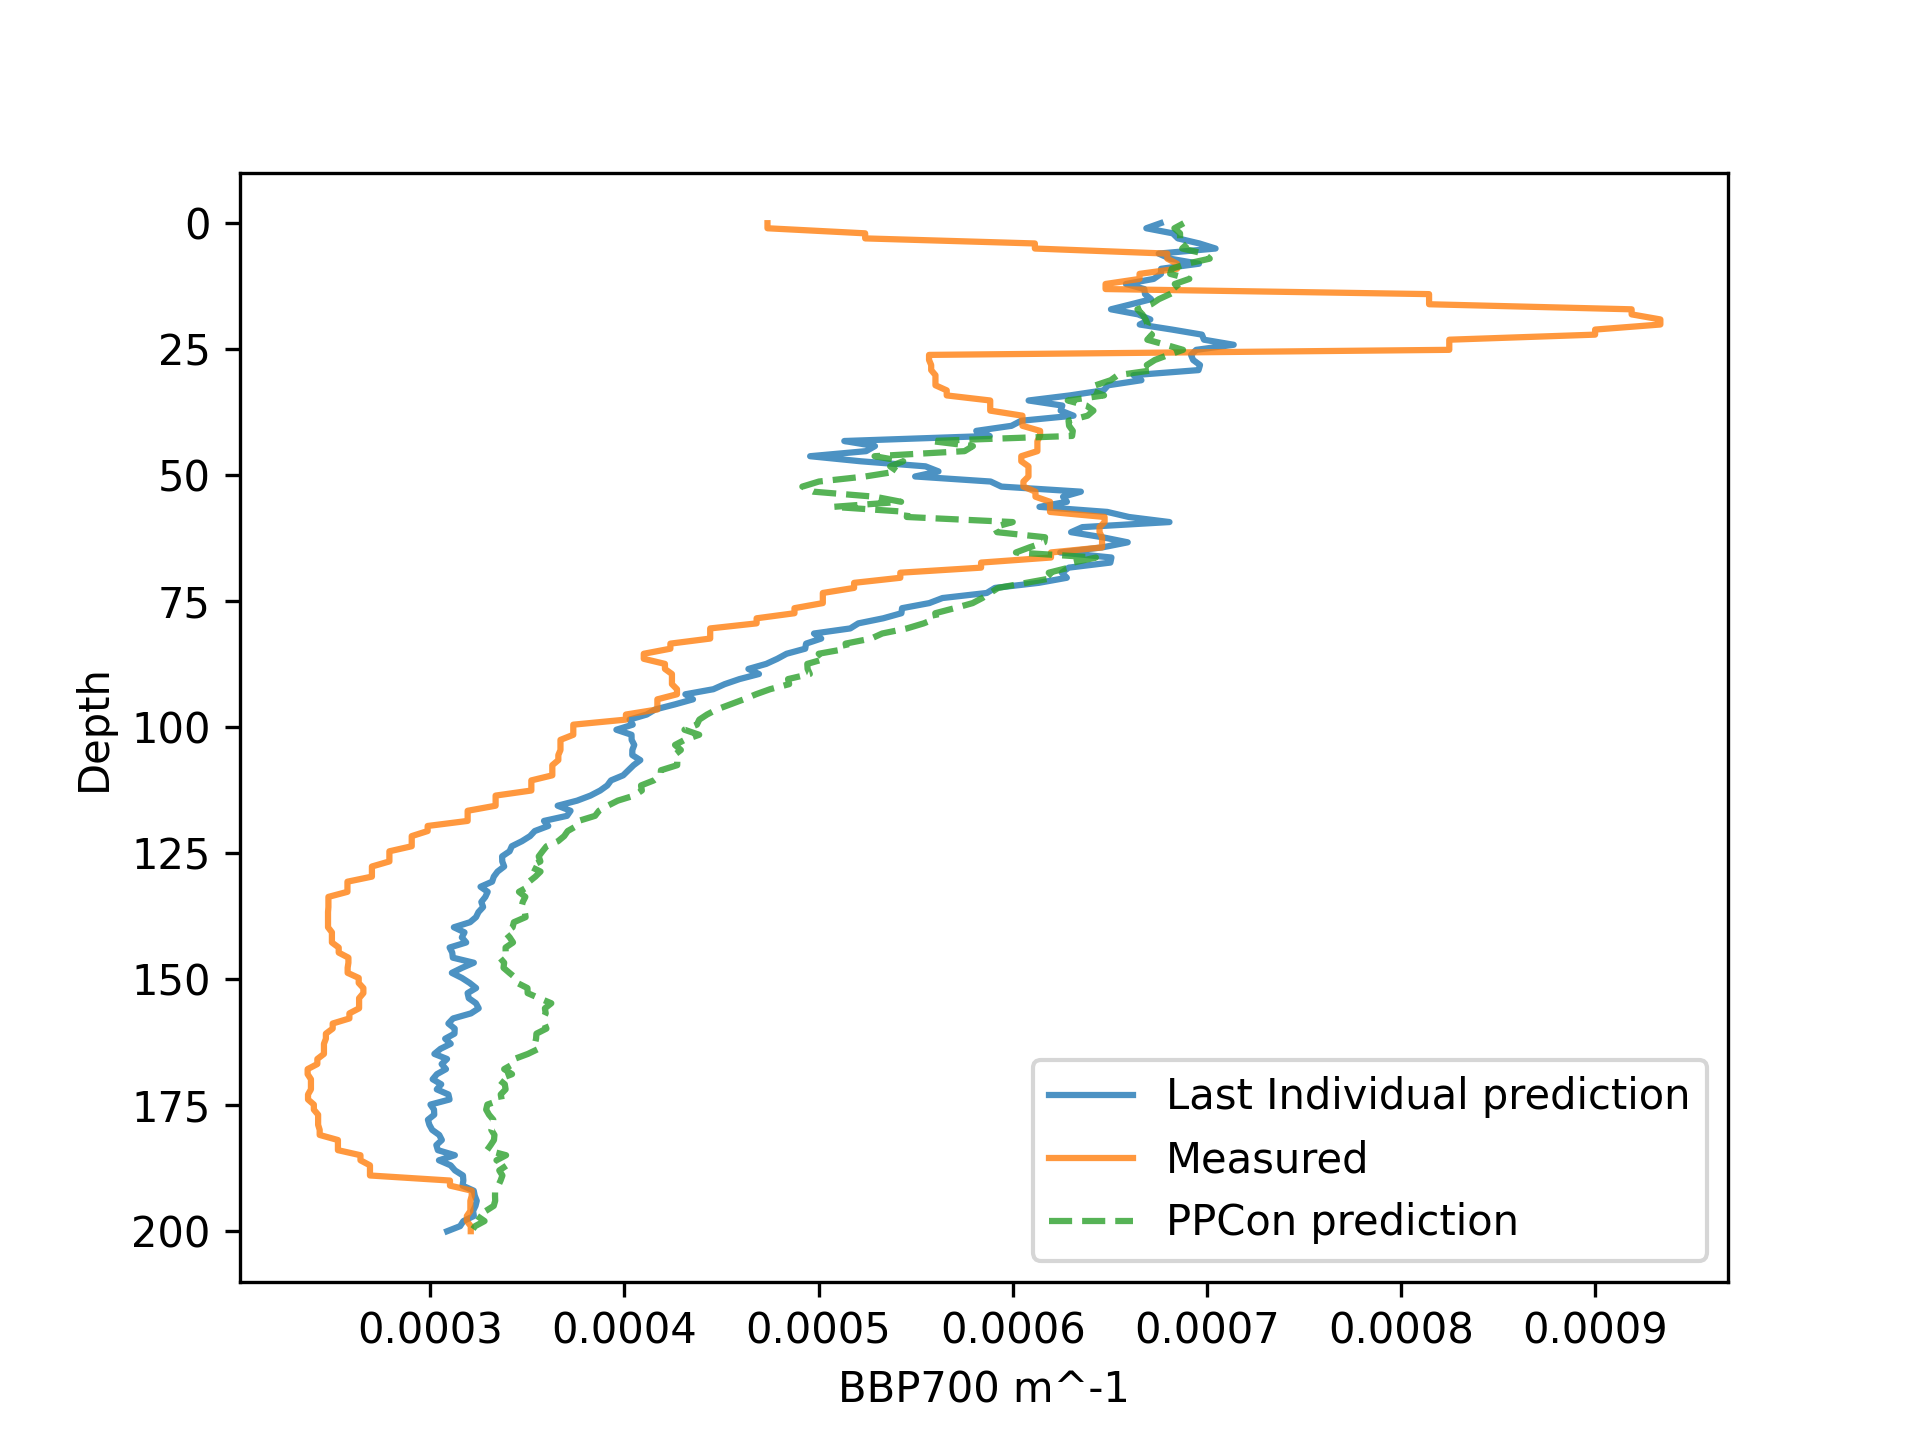 0
25
50
75
100
125
150
175
200
Depth
0.0003 0.0004 0.0005 0.0006 0.0007 0.0008 0.0009
BBP700 m^-1
Last Individual prediction
Measured
PPCon prediction